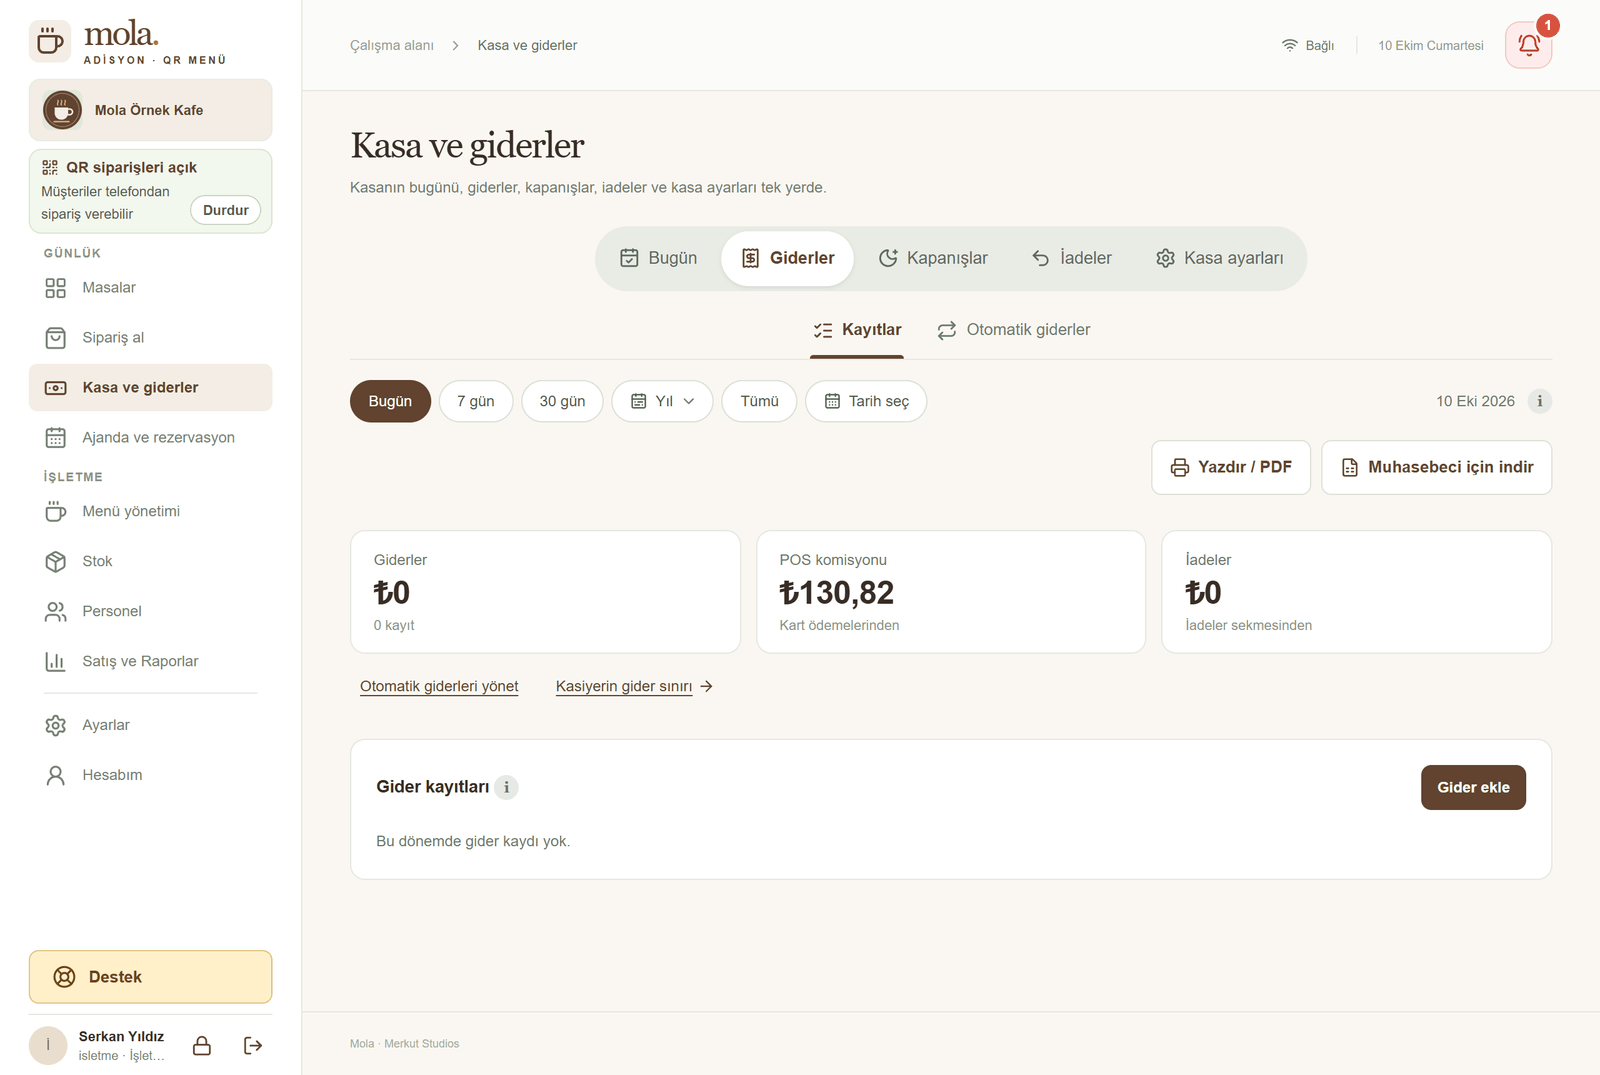 mola.
ADİSYON · QR MENÜ
Mola Örnek Kafe
QR siparişleri açık
Müşteriler telefondan
sipariş verebilir
Durdur
GÜNLÜK
Masalar
Sipariş al
Kasa ve giderler
Ajanda ve rezervasyon
İŞLETME
Menü yönetimi
Stok
Personel
Satış ve Raporlar
Ayarlar
Hesabım
Destek
İ
Serkan Yıldız
isletme · İşlet...
Çalışma alanı > Kasa ve giderler
Bağlı
10 Ekim Cumartesi
1
Kasa ve giderler
Kasanın bugünü, giderler, kapanışlar, iadeler ve kasa ayarları tek yerde.
Bugün Giderler Kapanışlar İadeler Kasa ayarları
Kayıtlar Otomatik giderler
Bugün 7 gün 30 gün Yıl Tümü Tarih seç
10 Eki 2026 i
Yazdır / PDF Muhasebeci için indir
Giderler
₺0
0 kayıt
POS komisyonu
₺130,82
Kart ödemelerinden
İadeler
₺0
İadeler sekmesinden
Otomatik giderleri yönet Kasiyerin gider sınırı →
Gider kayıtları i
Gider ekle
Bu dönemde gider kaydı yok.
Mola · Merkut Studios